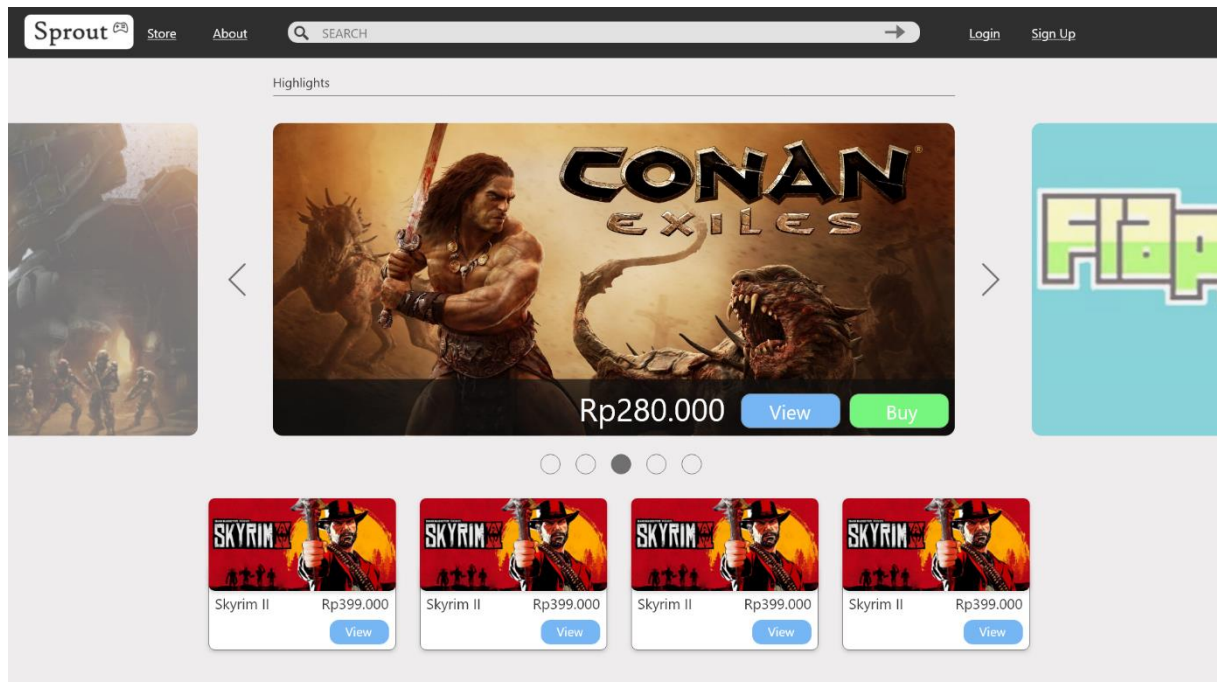 Sprout
Store
About
SEARCH
Login
Sign Up
Highlights
CONAN
EXILES
Flap
Rp280.000
View
Buy
SKYRIM
SKYRIM
SKYRIM
SKYRIM
Skyrim II Rp399.000
Skyrim II Rp399.000
Skyrim II Rp399.000
Skyrim II Rp399.000
View
View
View
View